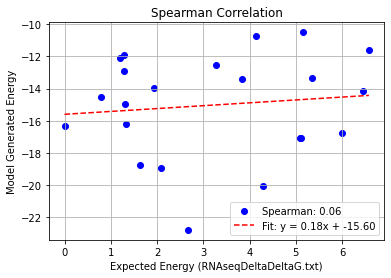 Spearman Correlation
−10
−12
−14
−16
−18
−20
−22
Model Generated Energy
Spearman: 0.06
Fit: y = 0.18x + -15.60
0 1 2 3 4 5 6
Expected Energy (RNAseqDeltaDeltaG.txt)